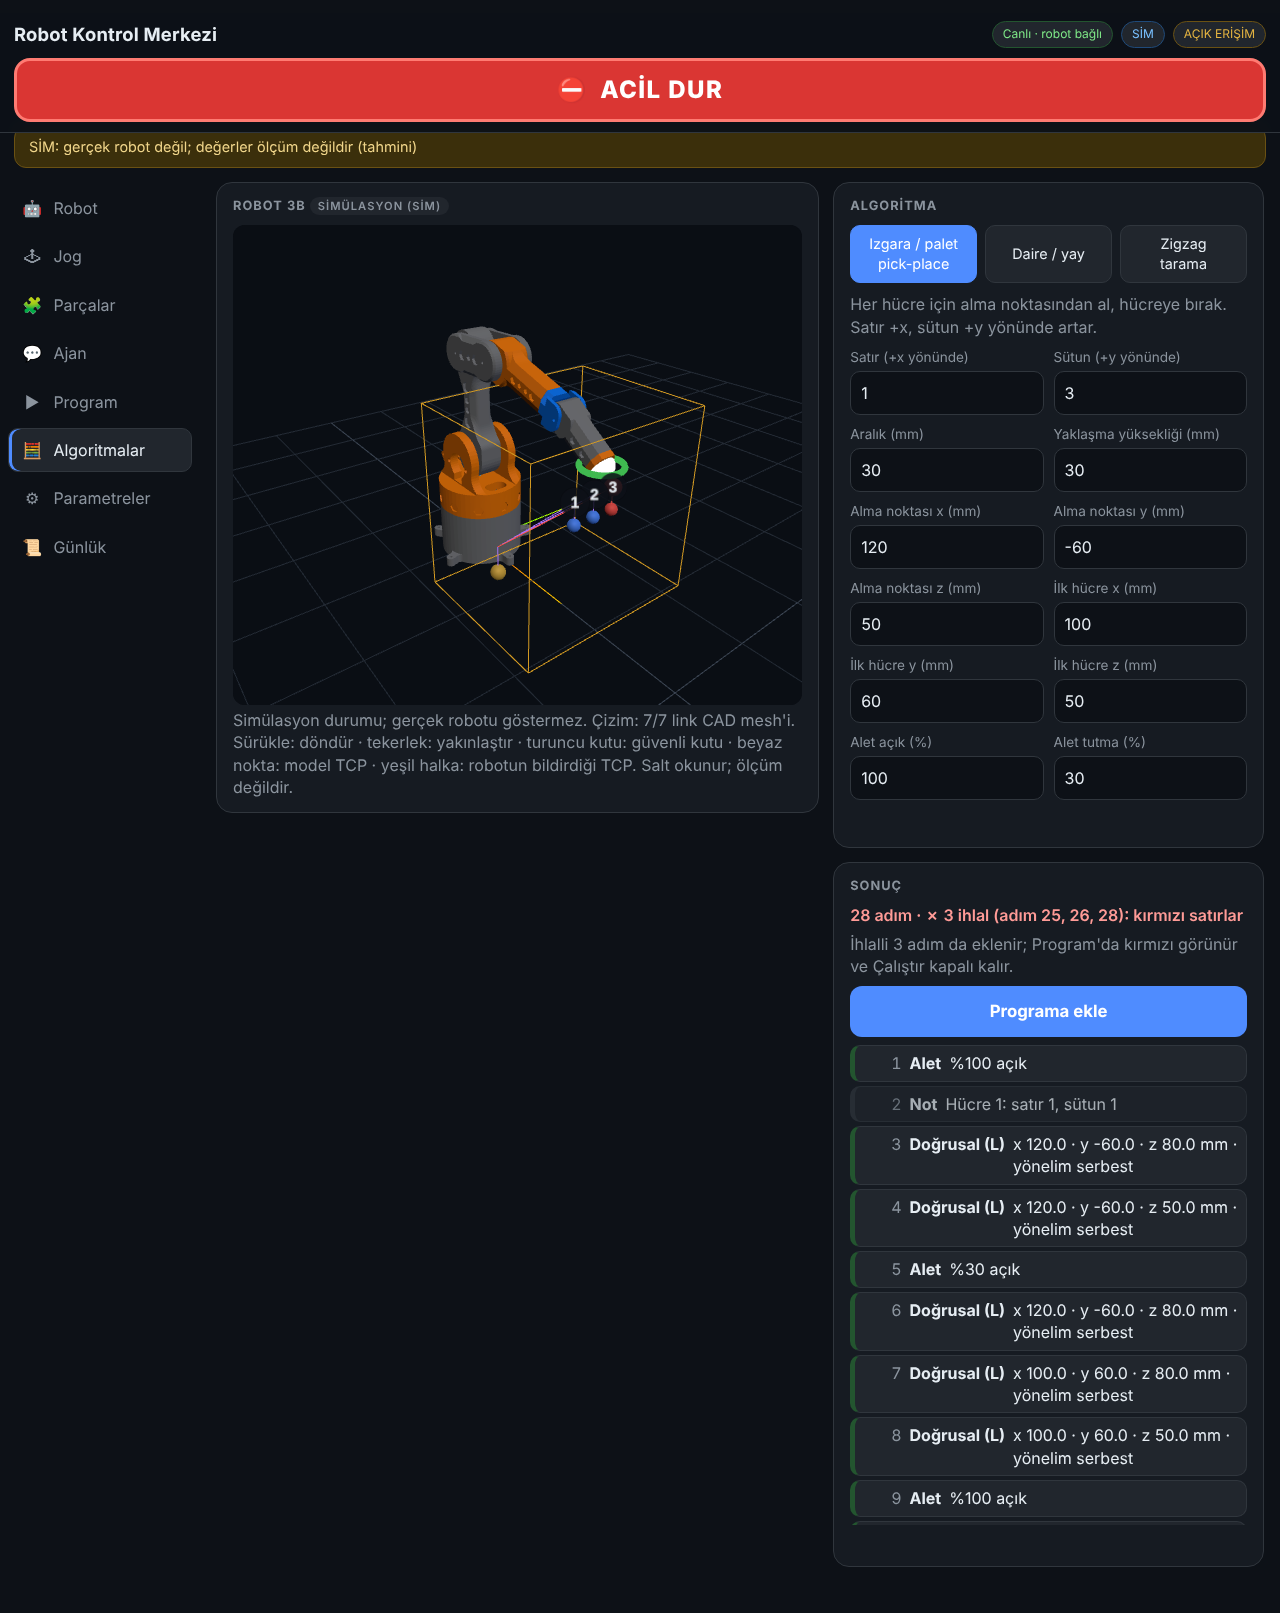 Robot Kontrol Merkezi
Canlı · robot bağlı
SİM
AÇIK ERİŞİM
⛔ ACİL DUR
SİM: gerçek robot değil; değerler ölçüm değildir (tahmini)
Robot
Jog
Parçalar
Ajan
Program
Algoritmalar
Parametreler
Günlük
ROBOT 3B SİMÜLASYON (SİM)
1
2
3
Simülasyon durumu; gerçek robotu göstermez. Çizim: 7/7 link CAD mesh'i.
Sürükle: döndür · tekerlek: yakınlaştır · turuncu kutu: güvenli kutu · beyaz
nokta: model TCP · yeşil halka: robotun bildirdiği TCP. Salt okunur; ölçüm
değildir.
ALGORİTMA
Izgara / palet
pick-place
Daire / yay
Zigzag
tarama
Her hücre için alma noktasından al, hücreye bırak.
Satır +x, sütun +y yönünde artar.
Satır (+x yönünde)
Sütun (+y yönünde)
1
3
Aralık (mm)
Yaklaşma yüksekliği (mm)
30
30
Alma noktası x (mm)
Alma noktası y (mm)
120
-60
Alma noktası z (mm)
İlk hücre x (mm)
50
100
İlk hücre y (mm)
İlk hücre z (mm)
60
50
Alet açık (%)
Alet tutma (%)
100
30
SONUÇ
28 adım · ✕ 3 ihlal (adım 25, 26, 28): kırmızı satırlar
İhlalli 3 adım da eklenir; Program'da kırmızı görünür
ve Çalıştır kapalı kalır.
Programa ekle
1 Alet %100 açık
2 Not Hücre 1: satır 1, sütun 1
3 Doğrusal (L) x 120.0 · y -60.0 · z 80.0 mm ·
yönelim serbest
4 Doğrusal (L) x 120.0 · y -60.0 · z 50.0 mm ·
yönelim serbest
5 Alet %30 açık
6 Doğrusal (L) x 120.0 · y -60.0 · z 80.0 mm ·
yönelim serbest
7 Doğrusal (L) x 100.0 · y 60.0 · z 80.0 mm ·
yönelim serbest
8 Doğrusal (L) x 100.0 · y 60.0 · z 50.0 mm ·
yönelim serbest
9 Alet %100 açık